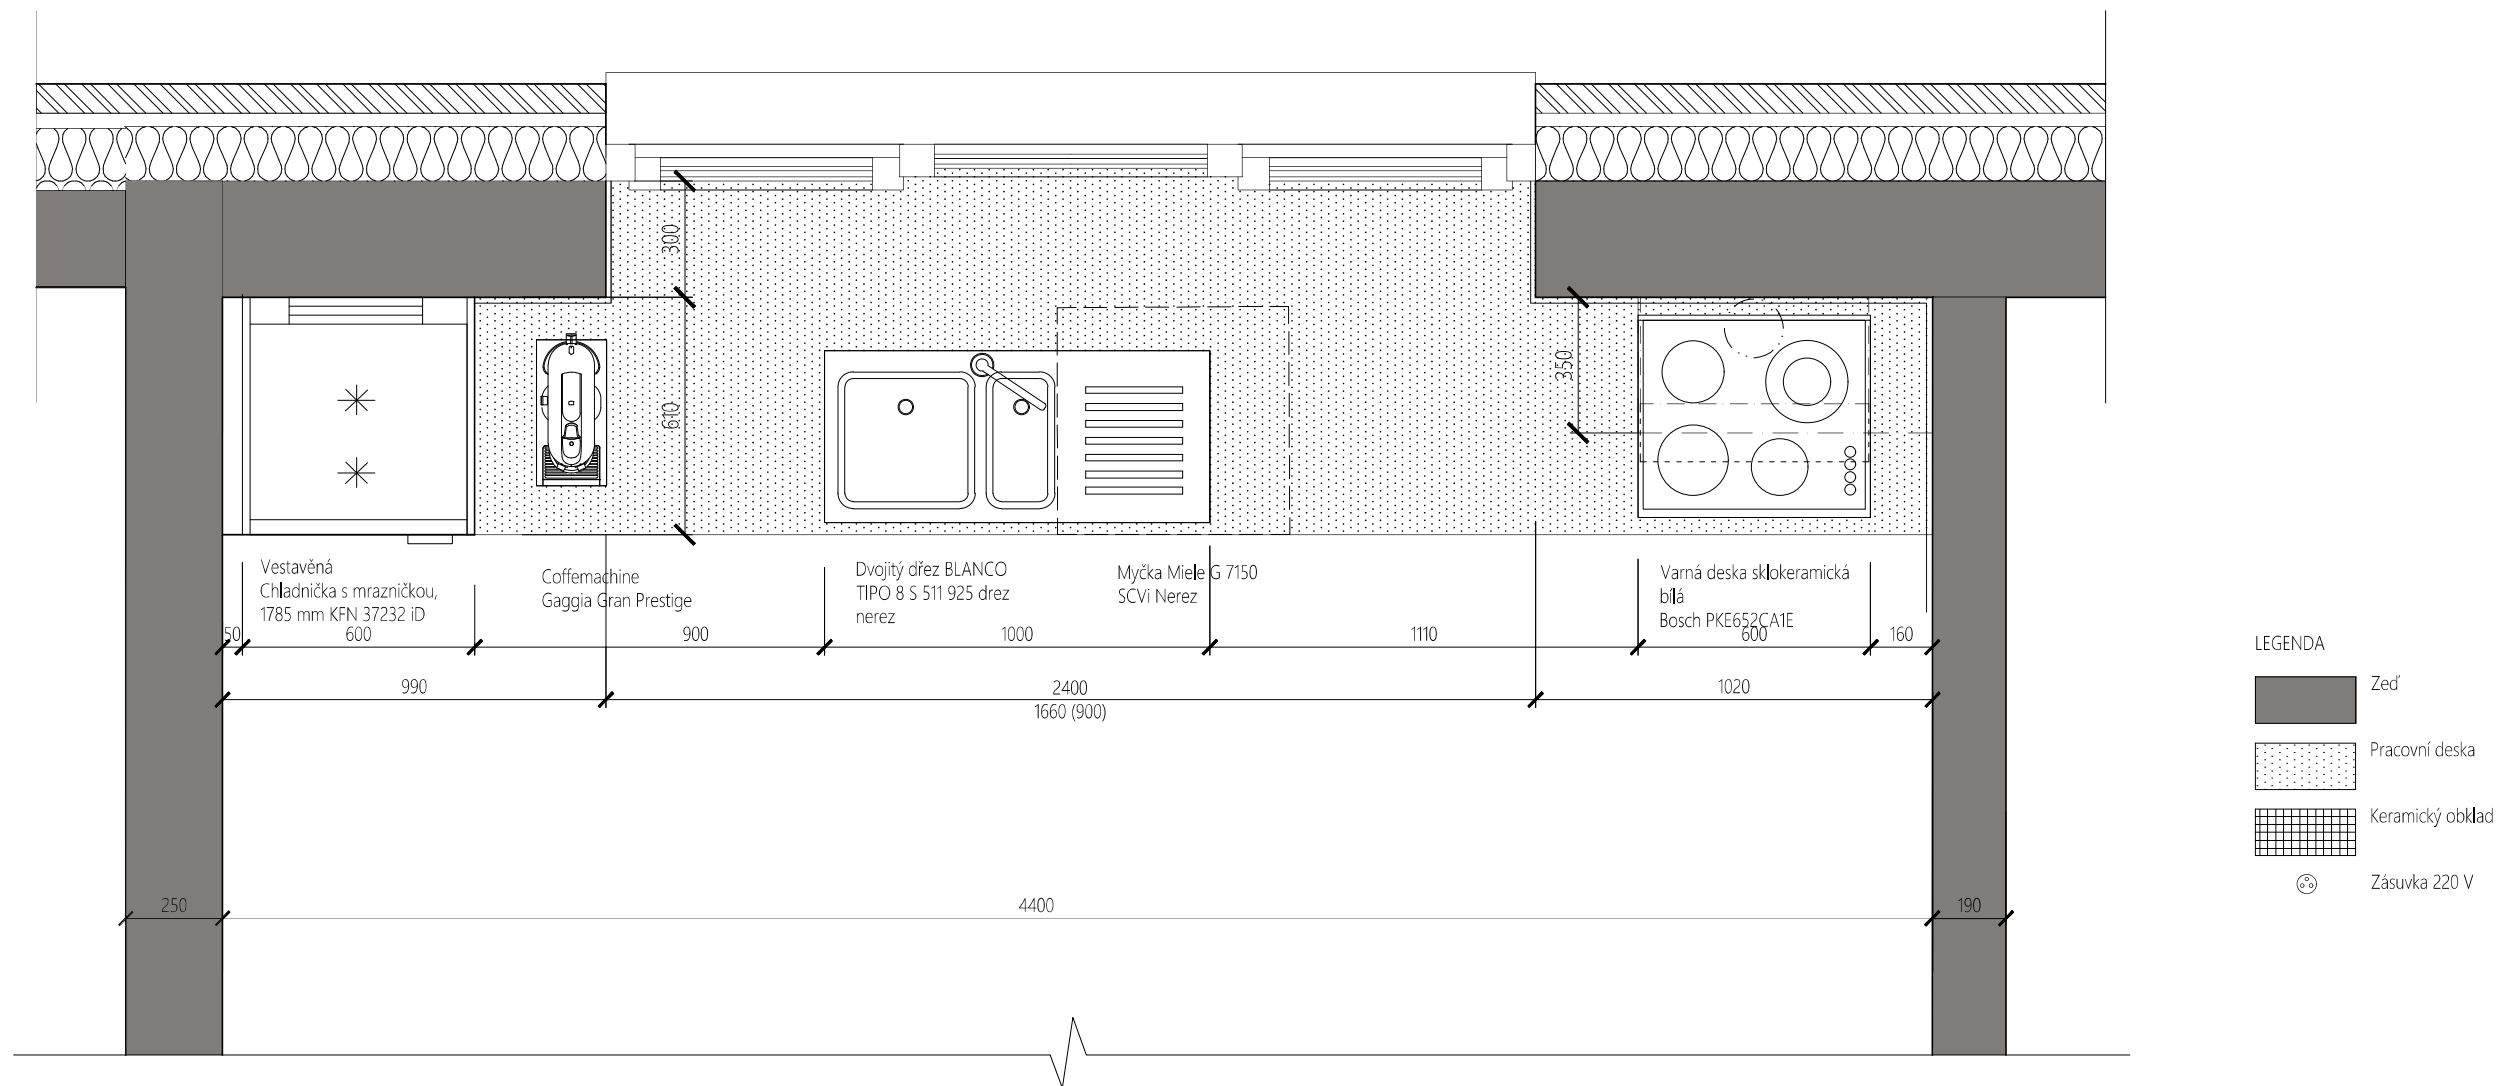 300
610
350
Vestavěná
Chladnička s mrazničkou,
1785 mm KFN 37232 iD
Coffemachine
Gaggia Gran Prestige
Dvojitý dřez BLANCO
TIPO 8 S 511 925 drez
nerez
Myčka Miele G 7150
SCVi Nerez
Varná deska sklokeramická
bílá
Bosch PKE652CA1E
50
600
900
1000
1110
600
160
990
2400
1020
1660 (900)
250
4400
190
LEGENDA
Zeď
Pracovní deska
Keramický obklad
Zásuvka 220 V